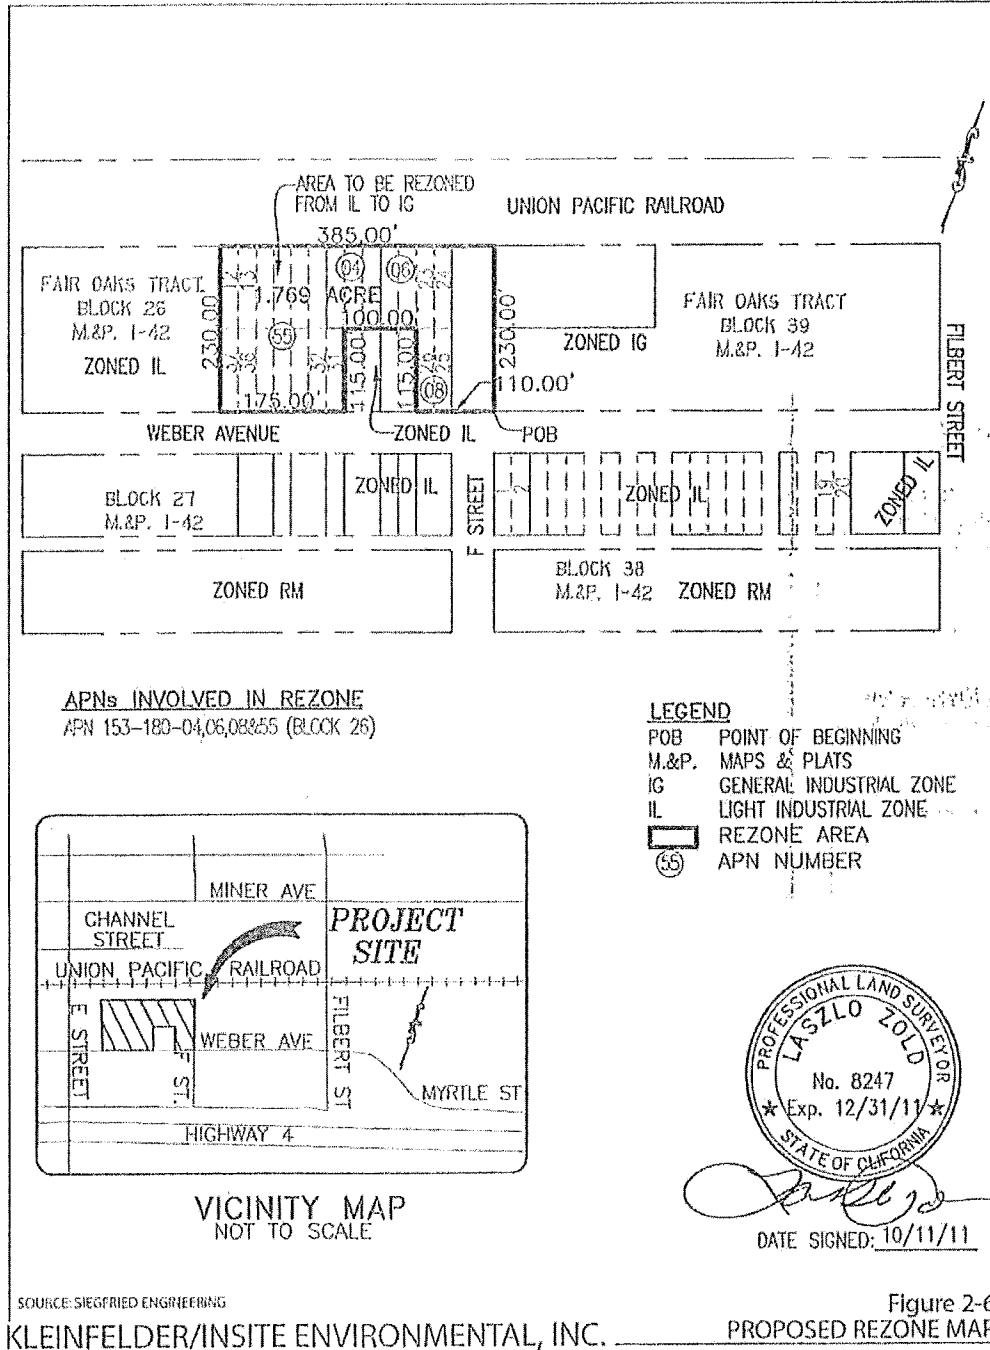 AREA TO BE REZONED
FROM IL TO IG
UNION PACIFIC RAILROAD
385.00'
FAIR OAKS TRACT
BLOCK 26
M.&P. 1-42
ZONED IL
230.00
04
06
1.769 ACRE
100.00
55
175.00'
115.00'
115.00'
08
230.00'
110.00'
ZONED IG
FAIR OAKS TRACT
BLOCK 39
M.&P. 1-42
FILBERT STREET
WEBER AVENUE
ZONED IL
POB
BLOCK 27
M.&P. 1-42
ZONED IL
F STREET
1
2
ZONED IL
19
20
ZONED IL
ZONED RM
BLOCK 38
M.&P. 1-42
ZONED RM
APNs INVOLVED IN REZONE
APN 153-180-04,06,08&55 (BLOCK 26)
LEGEND
POB POINT OF BEGINNING
M.&P. MAPS & PLATS
IG GENERAL INDUSTRIAL ZONE
IL LIGHT INDUSTRIAL ZONE
REZONE AREA
55 APN NUMBER
MINER AVE
CHANNEL
STREET
PROJECT
SITE
UNION PACIFIC RAILROAD
E STREET
F ST.
WEBER AVE
FILBERT ST
MYRTLE ST
HIGHWAY 4
VICINITY MAP
NOT TO SCALE
PROFESSIONAL LAND SURVEYOR
LASZLO ZOLD
No. 8247
Exp. 12/31/11
STATE OF CLIFORNIA
DATE SIGNED: 10/11/11
SOURCE: SIEGFRIED ENGINEERING
Figure 2-6
KLEINFELDER/INSITE ENVIRONMENTAL, INC.
PROPOSED REZONE MAP